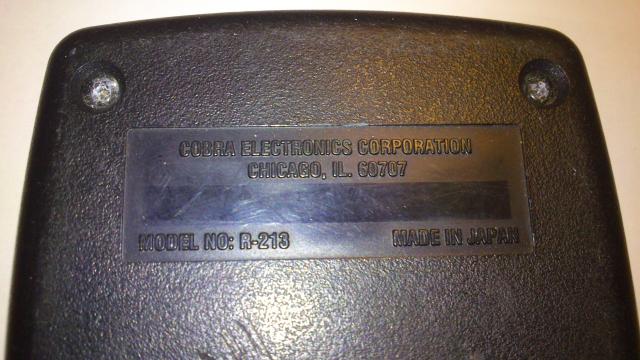 COBRA ELECTRONICS CORPORATION
CHICAGO, IL. 60707
MODEL NO: R-213 MADE IN JAPAN